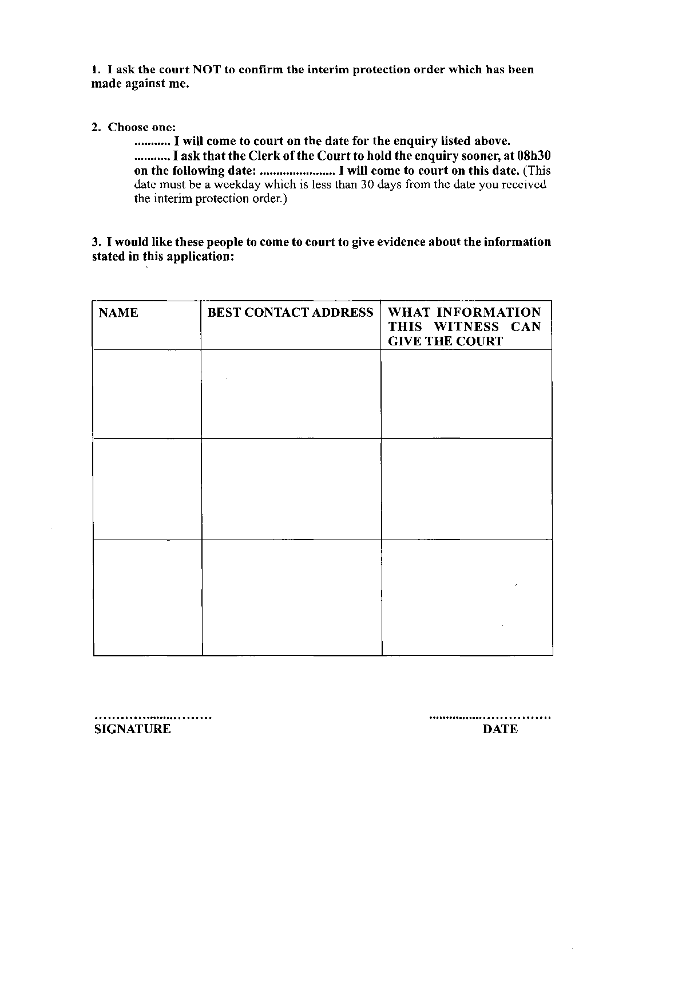 1. I ask the court NOT to confirm the interim protection order which has been
made against me.
2. Choose one:
........... I will come to court on the date for the enquiry listed above.
........... I ask that the Clerk of the Court to hold the enquiry sooner, at 08h30
on the following date: ....................... I will come to court on this date. (This
date must be a weekday which is less than 30 days from the date you received
the interim protection order.)
3. I would like these people to come to court to give evidence about the information
stated in this application:
NAME
BEST CONTACT ADDRESS
WHAT INFORMATION
THIS WITNESS CAN
GIVE THE COURT
............................. ...............................
SIGNATURE DATE